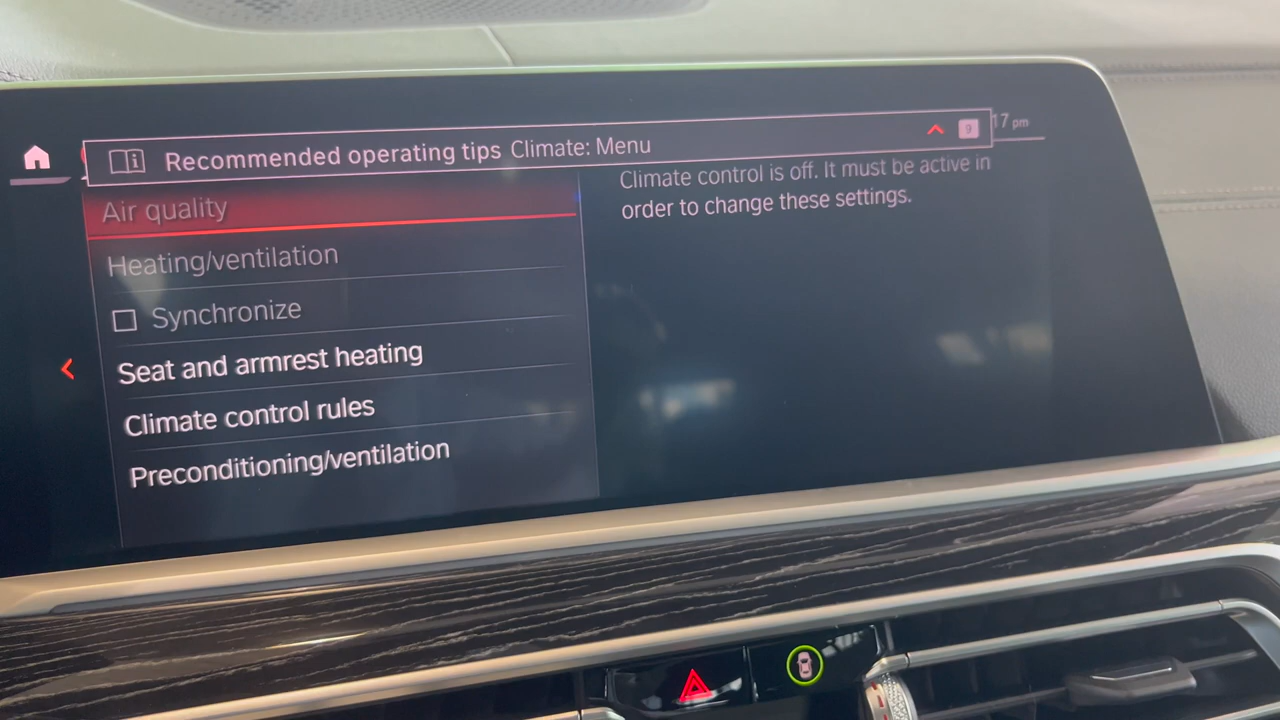 Recommended operating tips Climate: Menu
9
17 pm
Air quality
Climate control is off. It must be active in
order to change these settings.
Heating/ventilation
Synchronize
Seat and armrest heating
Climate control rules
Preconditioning/ventilation